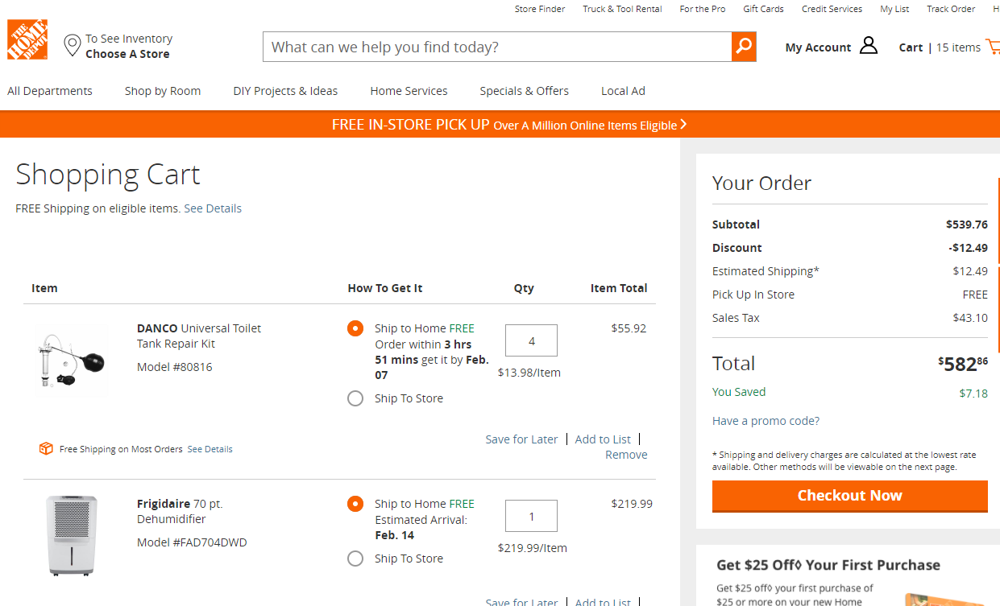 Store Finder Truck & Tool Rental For the Pro Gift Cards Credit Services My List Track Order H
THE HOME DEPOT
To See Inventory
Choose A Store
What can we help you find today?
My Account
Cart | 15 items
All Departments Shop by Room DIY Projects & Ideas Home Services Specials & Offers Local Ad
FREE IN-STORE PICK UP Over A Million Online Items Eligible
Shopping Cart
FREE Shipping on eligible items. See Details
Item How To Get It Qty Item Total
DANCO Universal Toilet
Tank Repair Kit
Model #80816
Ship to Home FREE
Order within 3 hrs
51 mins get it by Feb.
07
Ship To Store
4
$13.98/Item
$55.92
Free Shipping on Most Orders See Details
Save for Later | Add to List |
Remove
Frigidaire 70 pt.
Dehumidifier
Model #FAD704DWD
Ship to Home FREE
Estimated Arrival:
Feb. 14
Ship To Store
1
$219.99/Item
$219.99
Save for Later | Add to List |
Your Order
Subtotal $539.76
Discount -$12.49
Estimated Shipping* $12.49
Pick Up In Store FREE
Sales Tax $43.10
Total $58286
You Saved $7.18
Have a promo code?
* Shipping and delivery charges are calculated at the lowest rate
available. Other methods will be viewable on the next page.
Checkout Now
Get $25 Off◊ Your First Purchase
Get $25 off◊ your first purchase of
$25 or more on your new Home